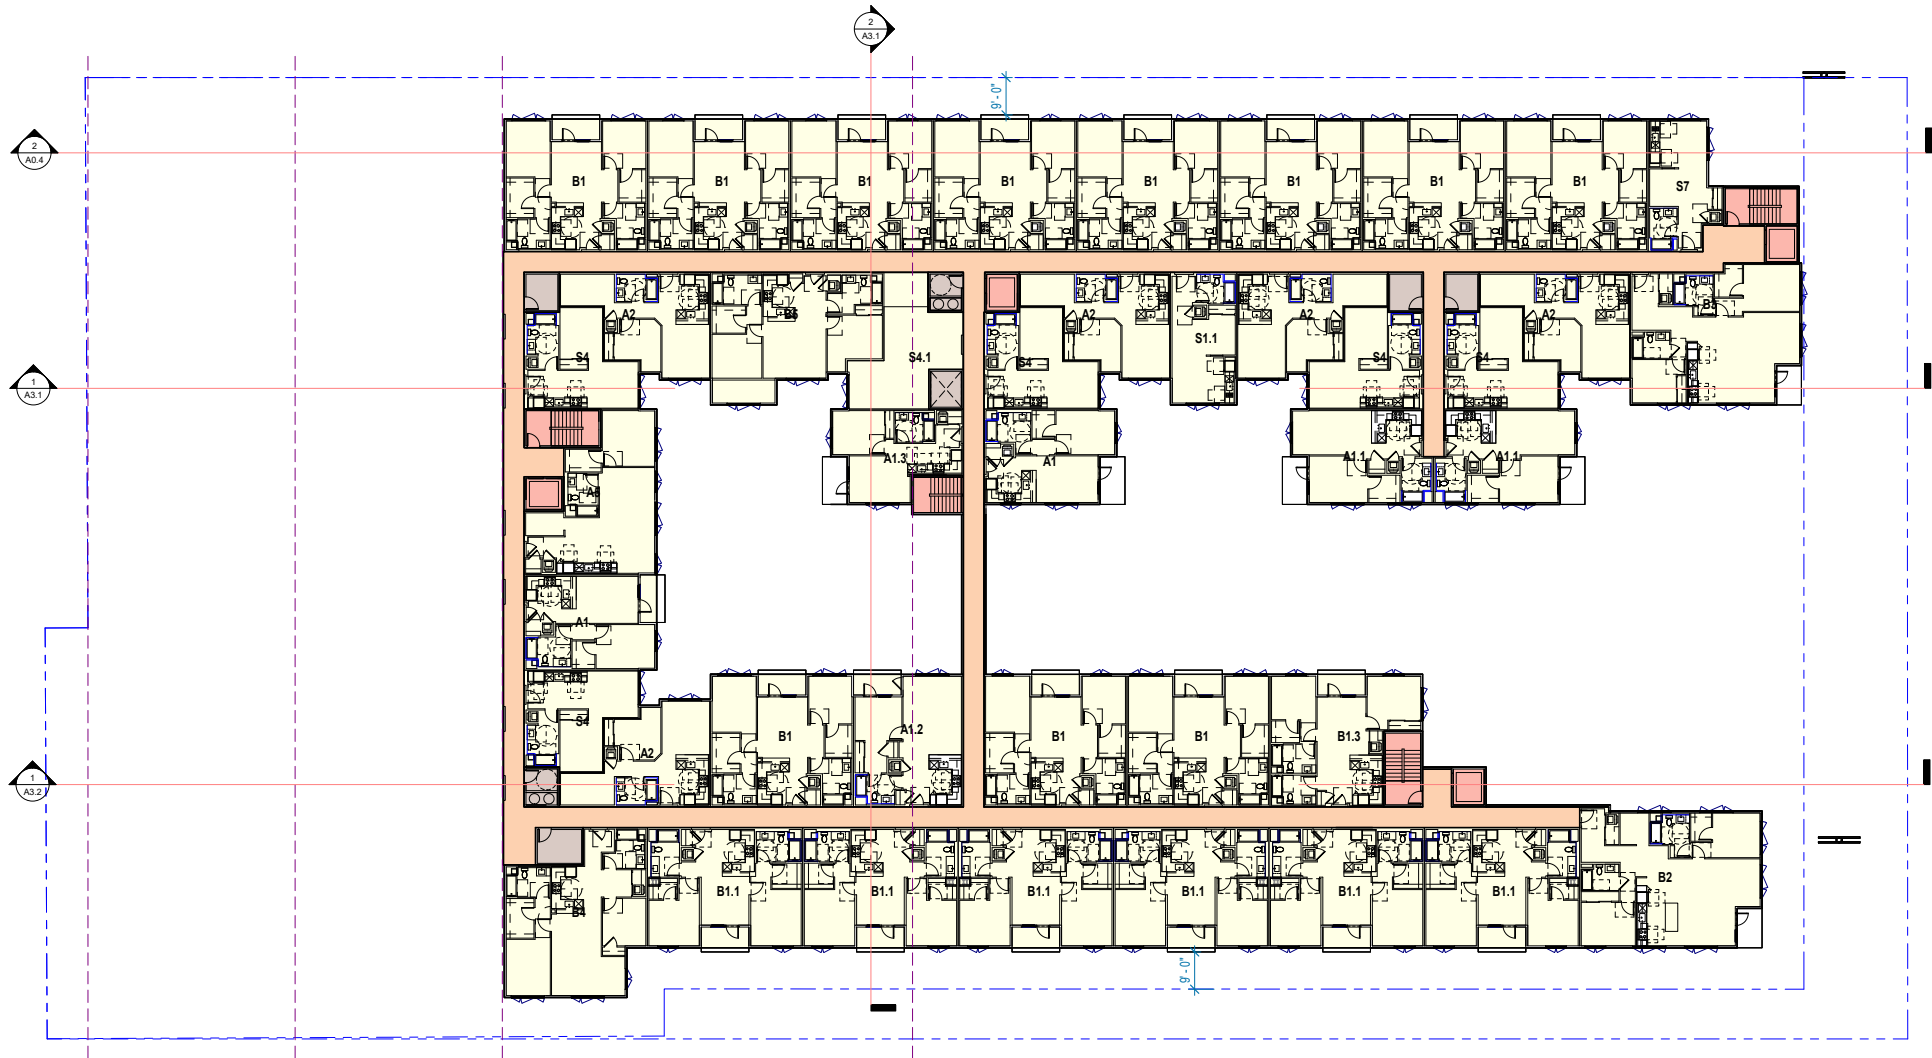 2
A3.1
9' - 0"
2
A0.4
B1
B1
B1
B1
B1
B1
B1
B1
S7
A2
B6
A2
A2
A2
B3
S1.1
S4
S4.1
S4
S4
S4
1
A3.1
A1.3
A1
A1.1
A1.1
A1
S4
A2
B1
A1.2
B1
B1
B1.3
1
A3.2
B4
B1.1
B1.1
B1.1
B1.1
B1.1
B1.1
B2
9' - 0"